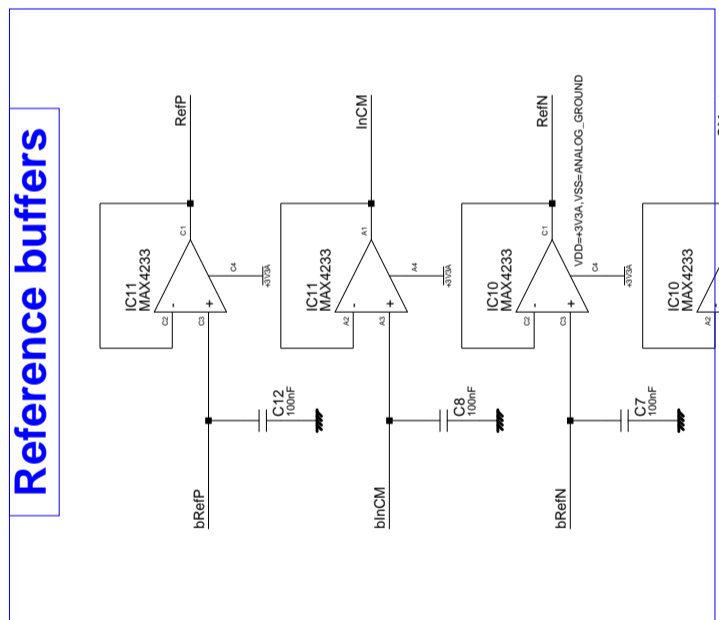 Reference buffers
IC11
MAX4233
C2
-
C3
+
C1
C4
+3V3A
RefP
bRefP
C12
100nF
IC11
MAX4233
A2
-
A3
+
A1
A4
+3V3A
InCM
bInCM
C8
100nF
IC10
MAX4233
C2
-
C3
+
C1
C4
+3V3A
VDD=+3V3A,VSS=ANALOG_GROUND
RefN
bRefN
C7
100nF
IC10
MAX4233
A2
-